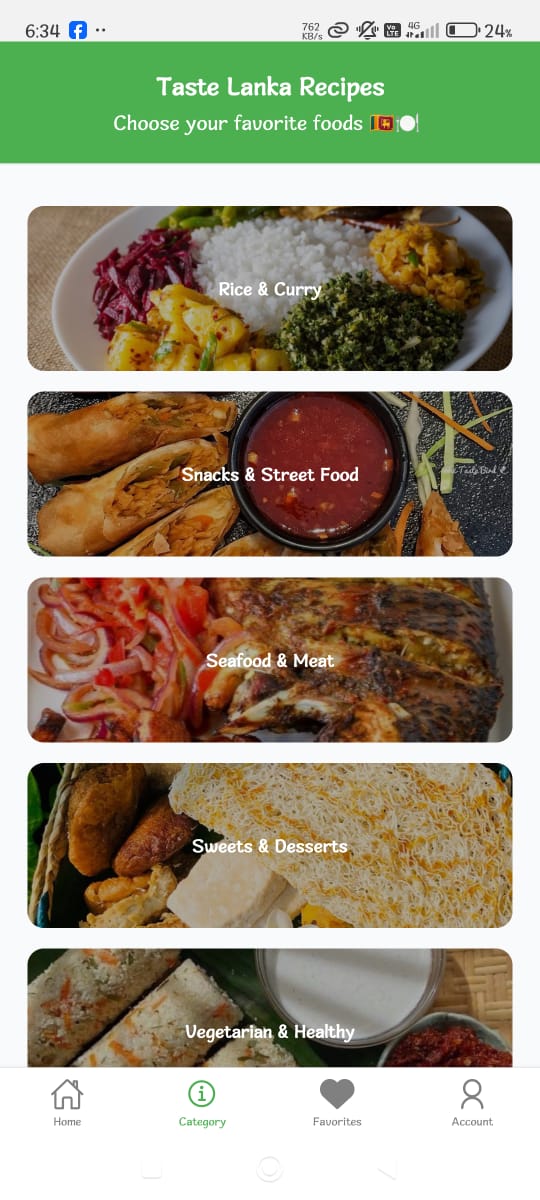 6:34
762
KB/s
Vo
LTE
4G
24%
Taste Lanka Recipes
Choose your favorite foods 🇱🇰🍽️
Rice & Curry
Snacks & Street Food
Seafood & Meat
Sweets & Desserts
Vegetarian & Healthy
Home
Category
Favorites
Account